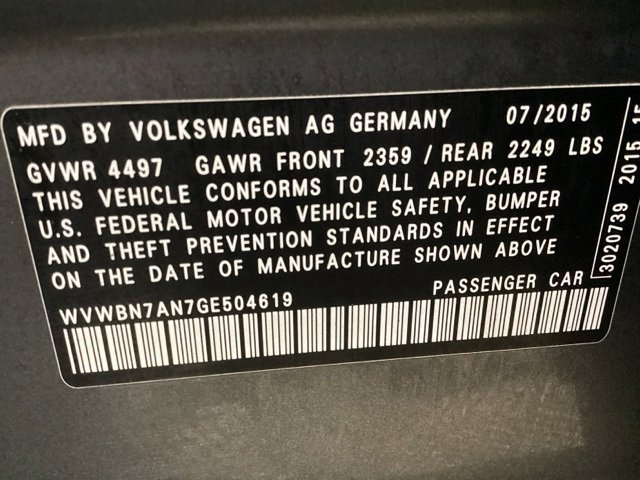 MFD BY VOLKSWAGEN AG GERMANY 07/2015
GVWR 4497 GAWR FRONT 2359 / REAR 2249 LBS
THIS VEHICLE CONFORMS TO ALL APPLICABLE
U.S. FEDERAL MOTOR VEHICLE SAFETY, BUMPER
AND THEFT PREVENTION STANDARDS IN EFFECT
ON THE DATE OF MANUFACTURE SHOWN ABOVE
WVWBN7AN7GE504619 PASSENGER CAR
3020739 2015 15